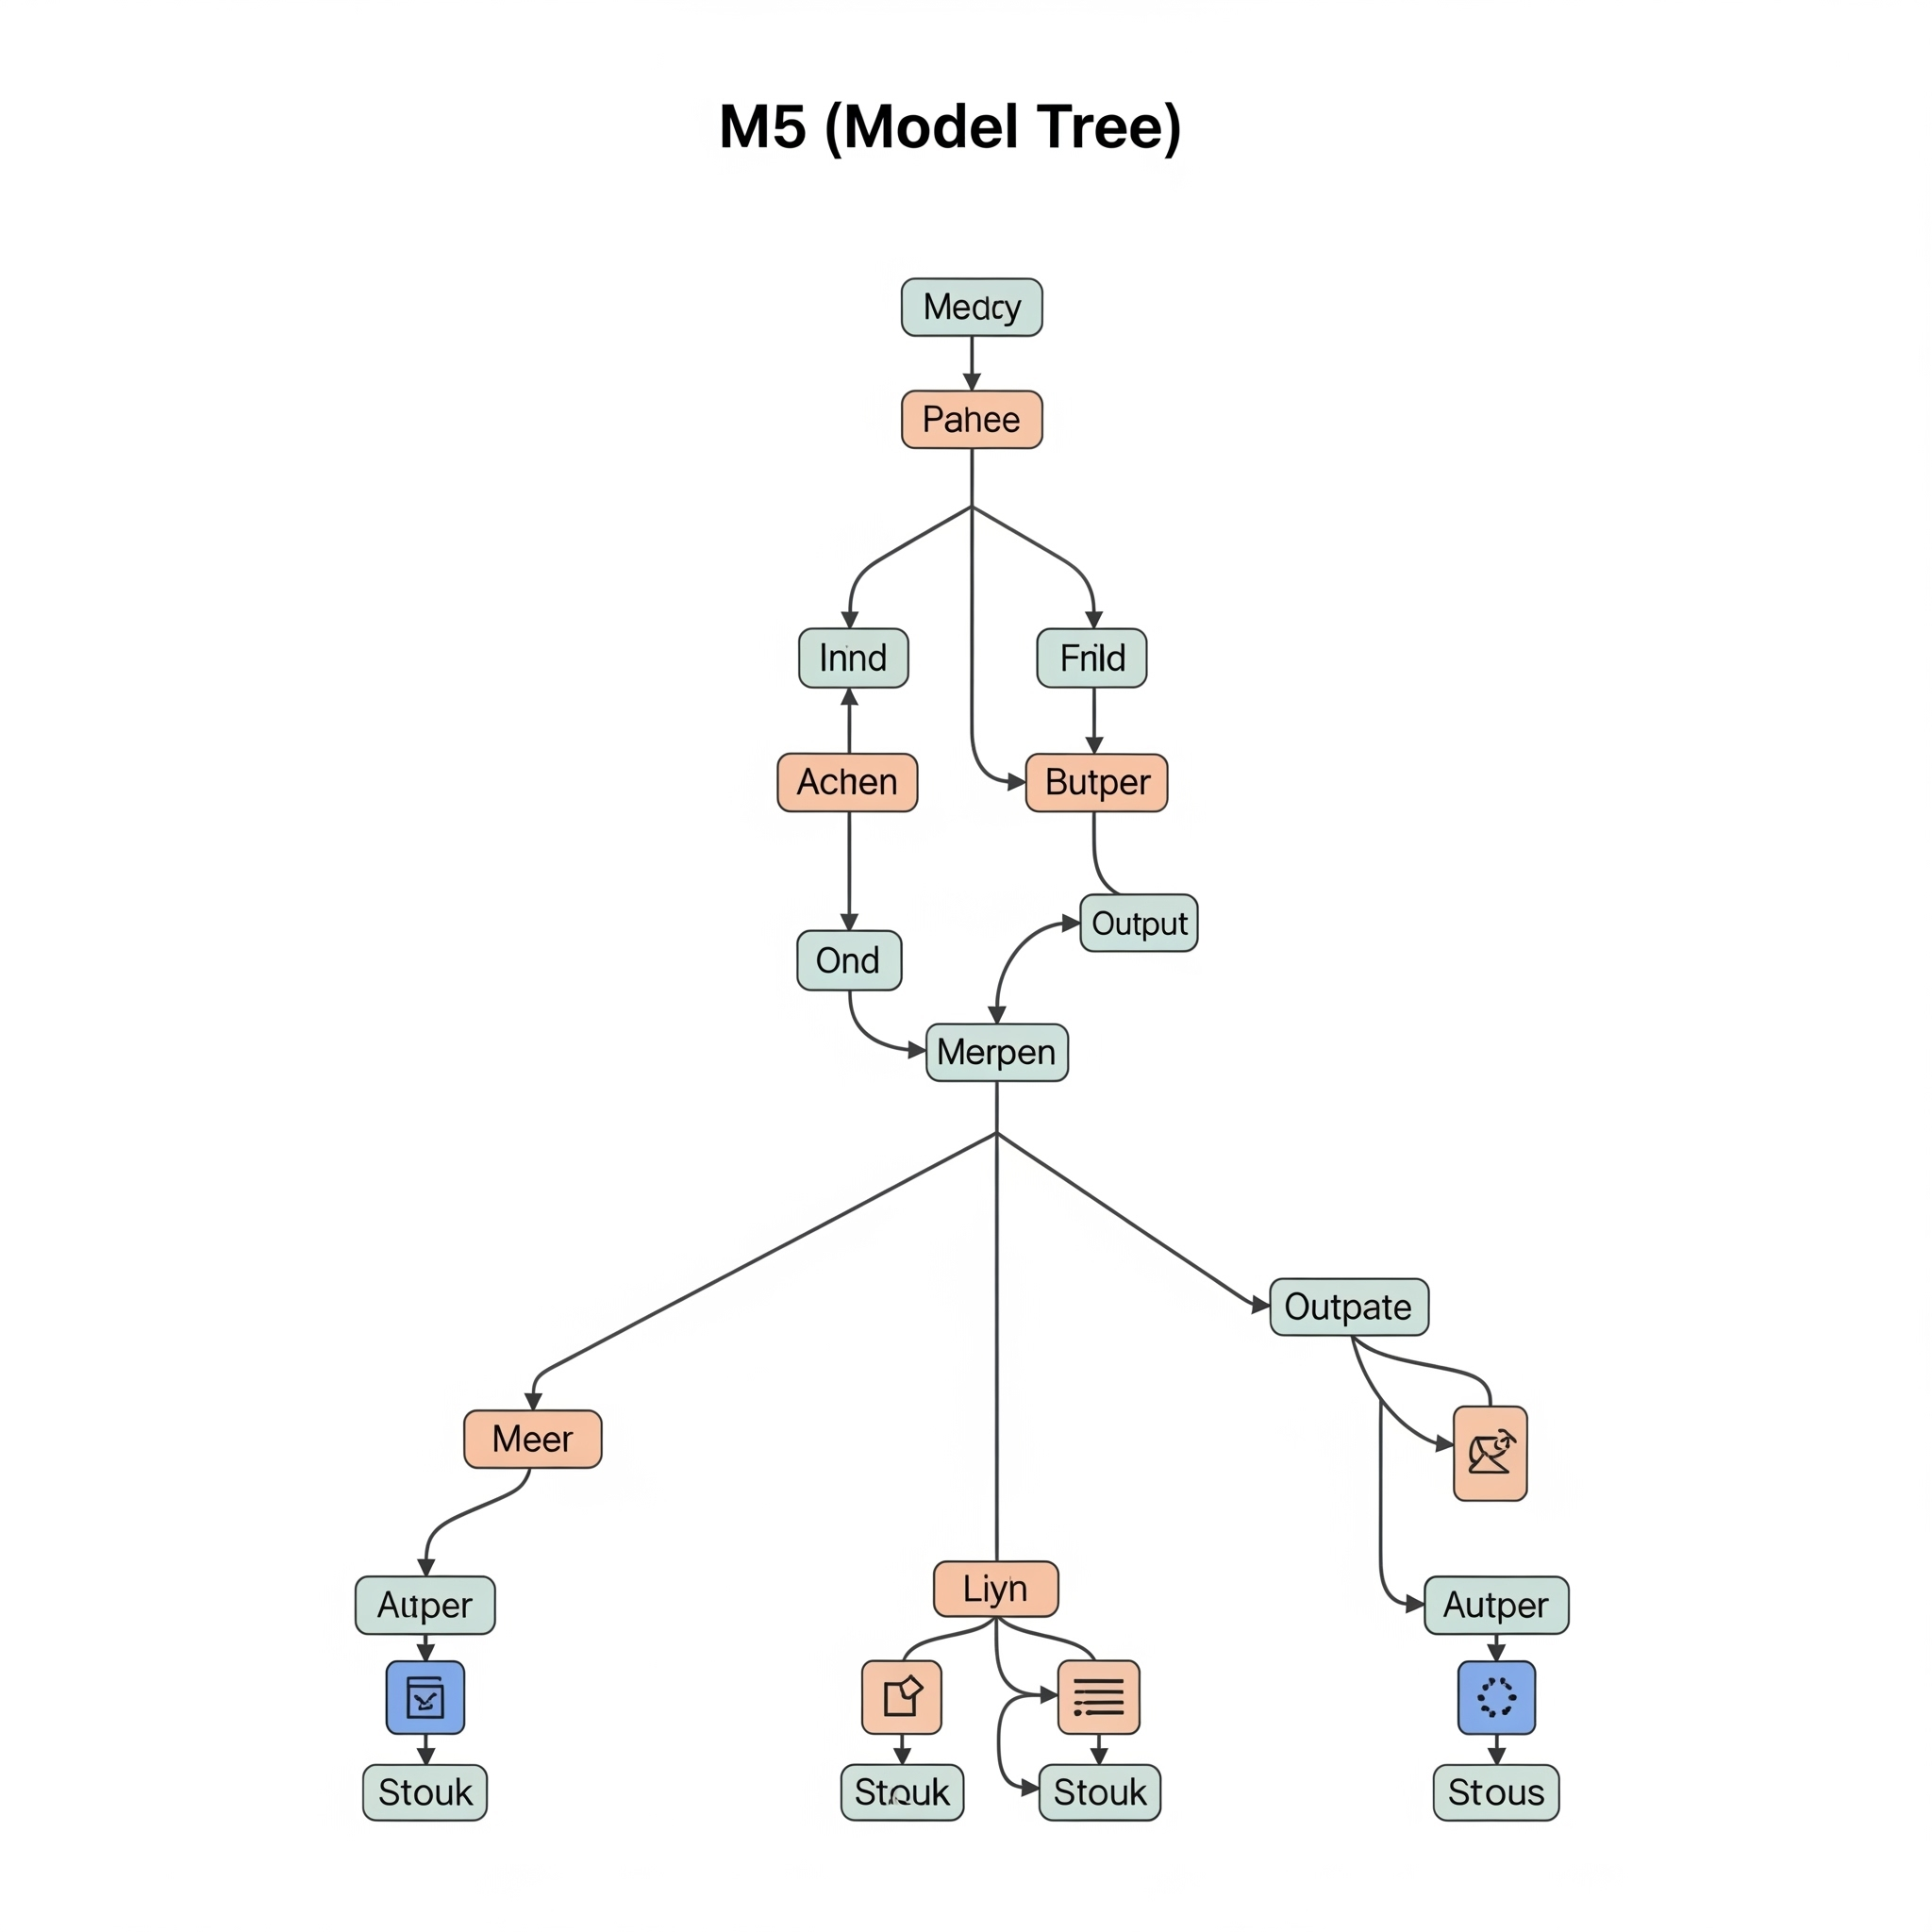 M5 (Model Tree)
Medcy
Pahee
Innd
Fnld
Achen
Butper
Output
Ond
Merpen
Outpate
Meer
Liyn
Autper
Autper
Stouk
Stouk
Stouk
Stous